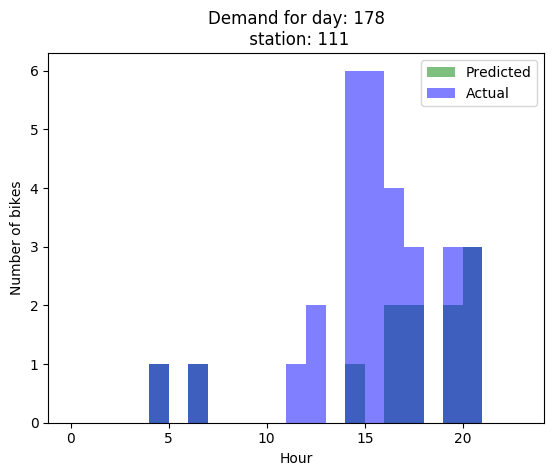 Demand for day: 178
station: 111
Predicted
Actual
Number of bikes
6
5
4
3
2
1
0
0
5
10
15
20
Hour